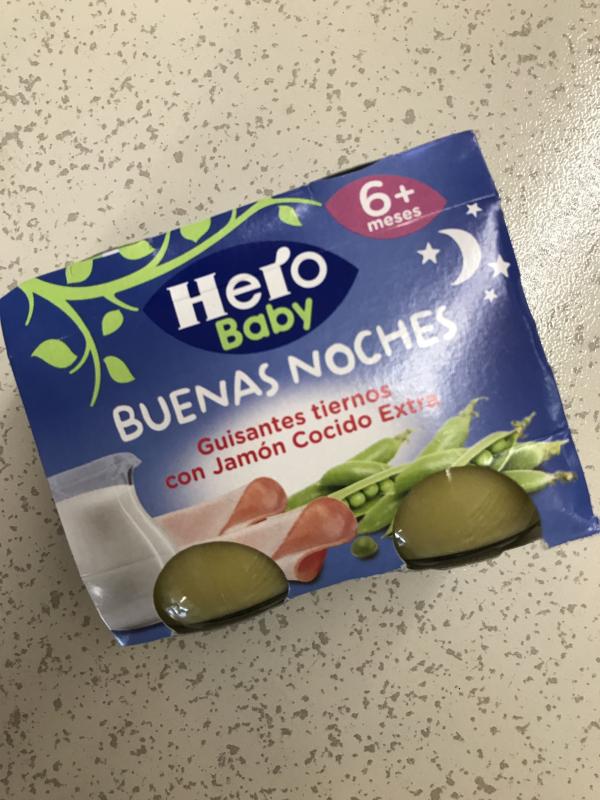 6+
meses
Hero
Baby
BUENAS NOCHES
Guisantes tiernos
con Jamón Cocido Extra